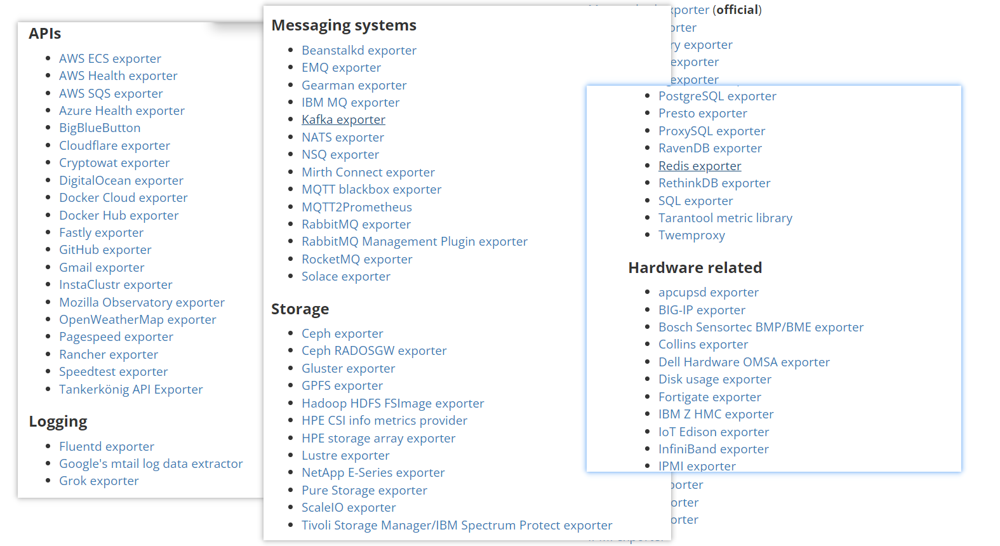 APIs
AWS ECS exporter
AWS Health exporter
AWS SQS exporter
Azure Health exporter
BigBlueButton
Cloudflare exporter
Cryptowat exporter
DigitalOcean exporter
Docker Cloud exporter
Docker Hub exporter
Fastly exporter
GitHub exporter
Gmail exporter
InstaClustr exporter
Mozilla Observatory exporter
OpenWeatherMap exporter
Pagespeed exporter
Rancher exporter
Speedtest exporter
Tankerkönig API Exporter
Logging
Fluentd exporter
Google's mtail log data extractor
Grok exporter
Messaging systems
Beanstalkd exporter
EMQ exporter
Gearman exporter
IBM MQ exporter
Kafka exporter
NATS exporter
NSQ exporter
Mirth Connect exporter
MQTT blackbox exporter
MQTT2Prometheus
RabbitMQ exporter
RabbitMQ Management Plugin exporter
RocketMQ exporter
Solace exporter
Storage
Ceph exporter
Ceph RADOSGW exporter
Gluster exporter
GPFS exporter
Hadoop HDFS FSImage exporter
HPE CSI info metrics provider
HPE storage array exporter
Lustre exporter
NetApp E-Series exporter
Pure Storage exporter
ScaleIO exporter
Tivoli Storage Manager/IBM Spectrum Protect exporter
xporter (official)
orter
ry exporter
exporter
exporter
PostgreSQL exporter
Presto exporter
ProxySQL exporter
RavenDB exporter
Redis exporter
RethinkDB exporter
SQL exporter
Tarantool metric library
Twemproxy
Hardware related
apcupsd exporter
BIG-IP exporter
Bosch Sensortec BMP/BME exporter
Collins exporter
Dell Hardware OMSA exporter
Disk usage exporter
Fortigate exporter
IBM Z HMC exporter
IoT Edison exporter
InfiniBand exporter
IPMI exporter
porter
orter
orter